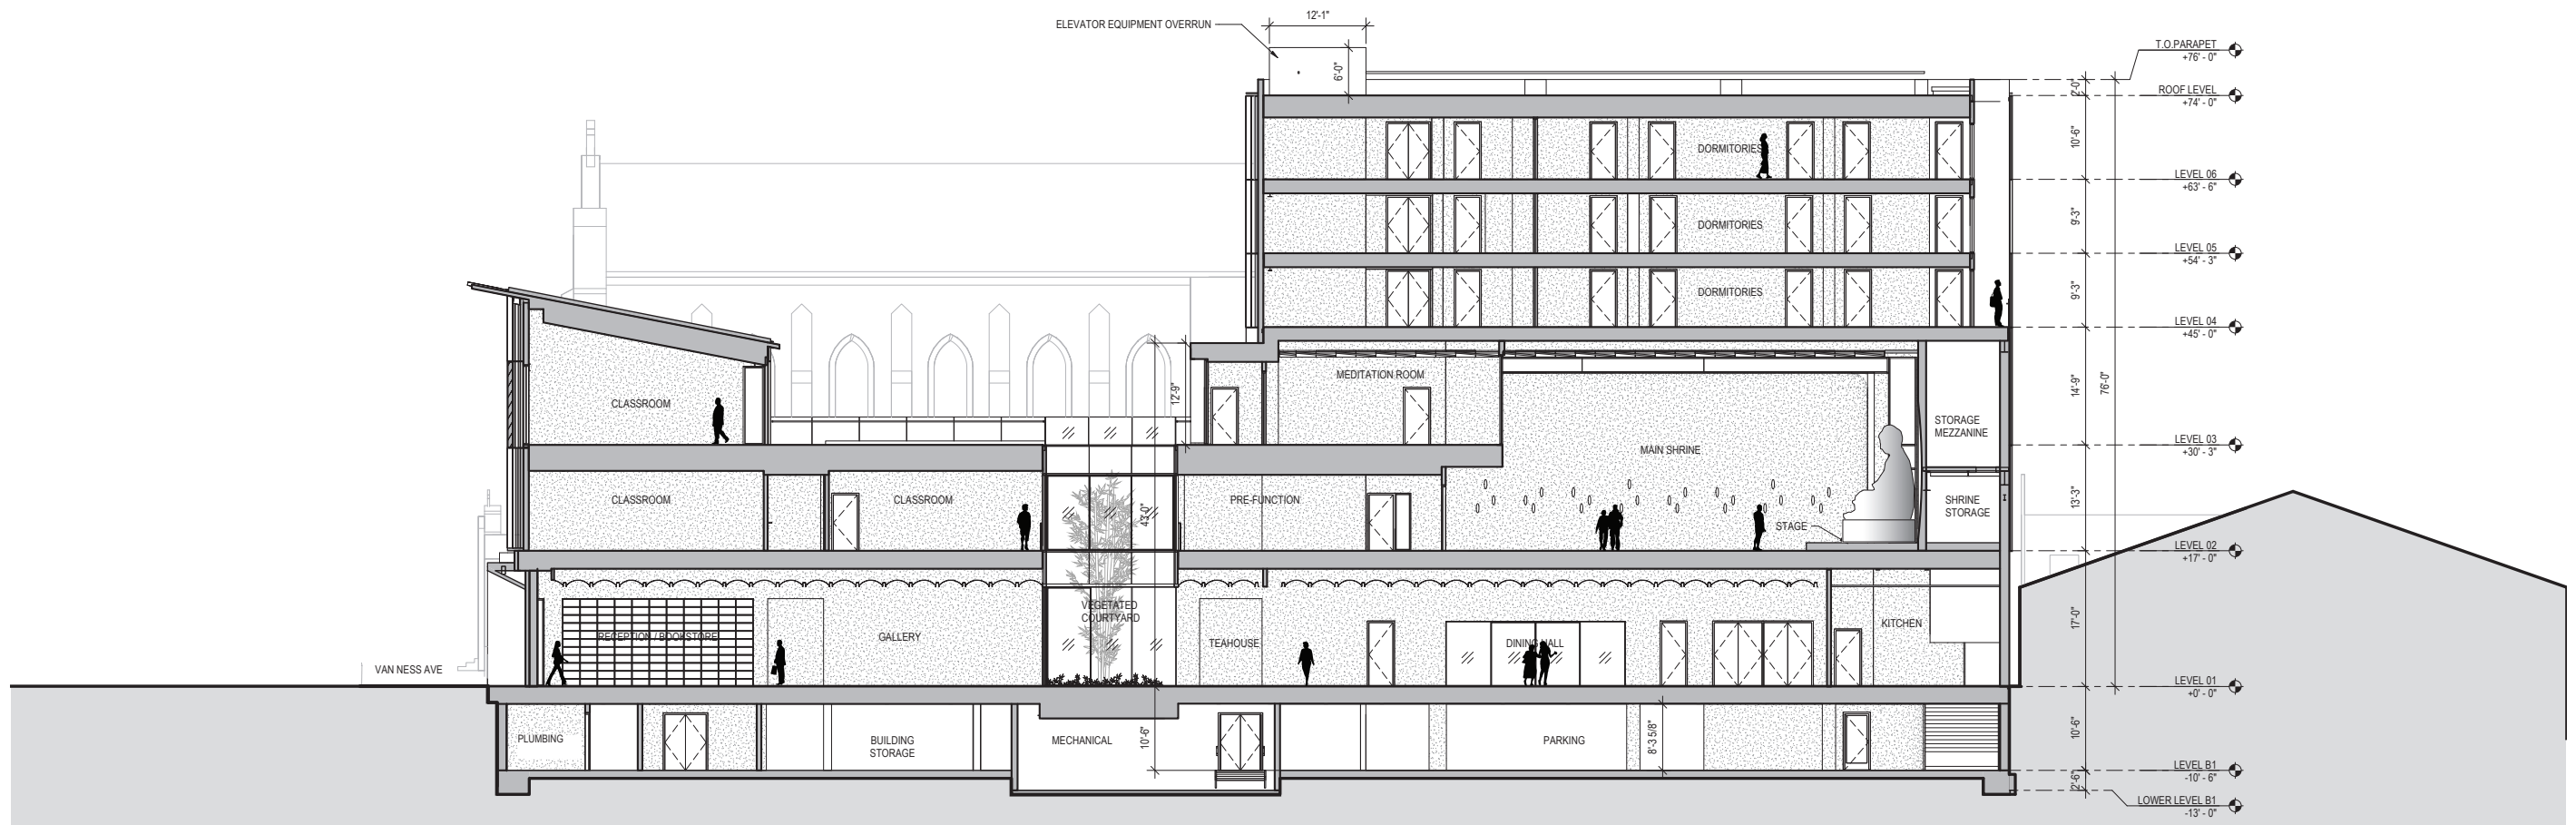 ELEVATOR EQUIPMENT OVERRUN
12'-1"
6'-0"
T.O.PARAPET
+76' - 0"
2'-0"
ROOF LEVEL
+74' - 0"
10'-6"
DORMITORIES
LEVEL 06
+63' - 6"
9'-3"
DORMITORIES
LEVEL 05
+54' - 3"
9'-3"
DORMITORIES
LEVEL 04
+45' - 0"
14'-9"
76'-0"
12'-9"
CLASSROOM
MEDITATION ROOM
STORAGE
MEZZANINE
MAIN SHRINE
LEVEL 03
+30' - 3"
13'-3"
CLASSROOM
CLASSROOM
43'-0"
PRE-FUNCTION
SHRINE
STORAGE
STAGE
LEVEL 02
+17' - 0"
17'-0"
RECEPTION / BOOKSTORE
GALLERY
VEGETATED
COURTYARD
TEAHOUSE
DINING HALL
KITCHEN
VAN NESS AVE
LEVEL 01
+0' - 0"
10'-6"
PLUMBING
BUILDING
STORAGE
MECHANICAL
10'-6"
8'-3 5/8"
PARKING
LEVEL B1
-10' - 6"
2'-6"
LOWER LEVEL B1
-13' - 0"